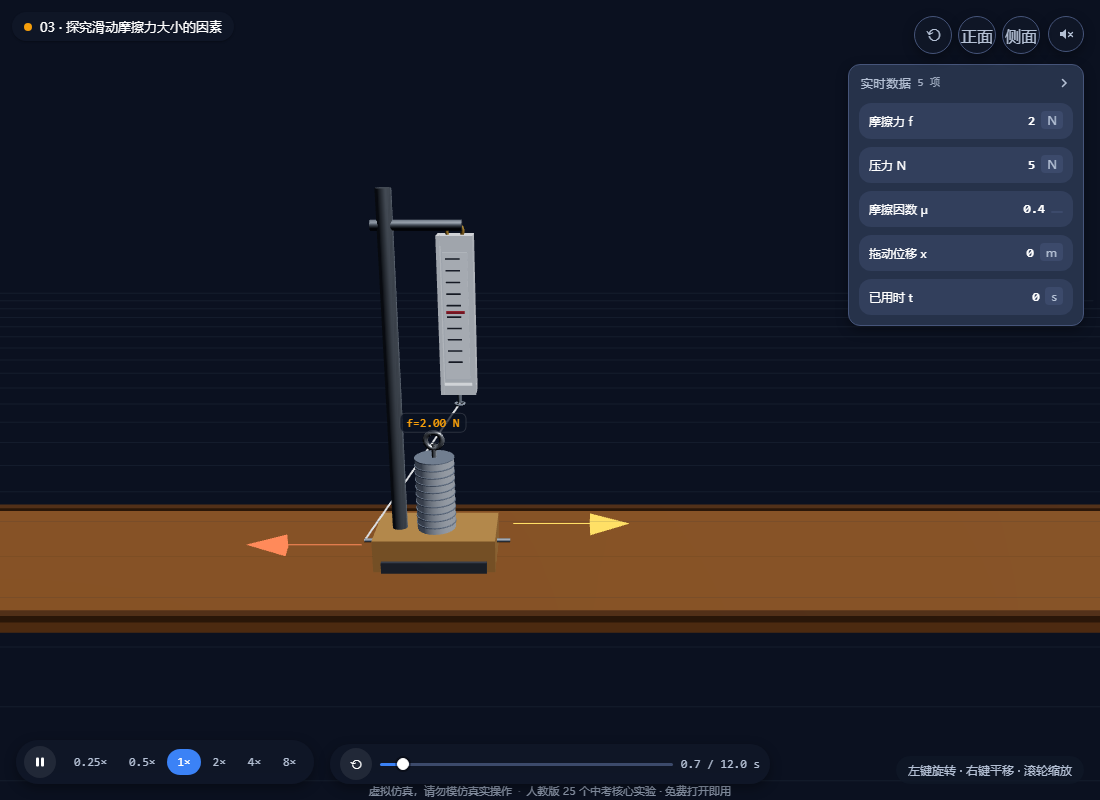 03 · 探究滑动摩擦力大小的因素
正面
侧面
实时数据 5 项
摩擦力 f 2 N
压力 N 5 N
摩擦因数 μ 0.4 —
拖动位移 x 0 m
已用时 t 0 s
f=2.00 N
0.25× 0.5× 1× 2× 4× 8×
0.7 / 12.0 s
左键旋转 · 右键平移 · 滚轮缩放
虚拟仿真，请勿模仿真实操作 · 人教版 25 个中考核心实验 · 免费打开即用